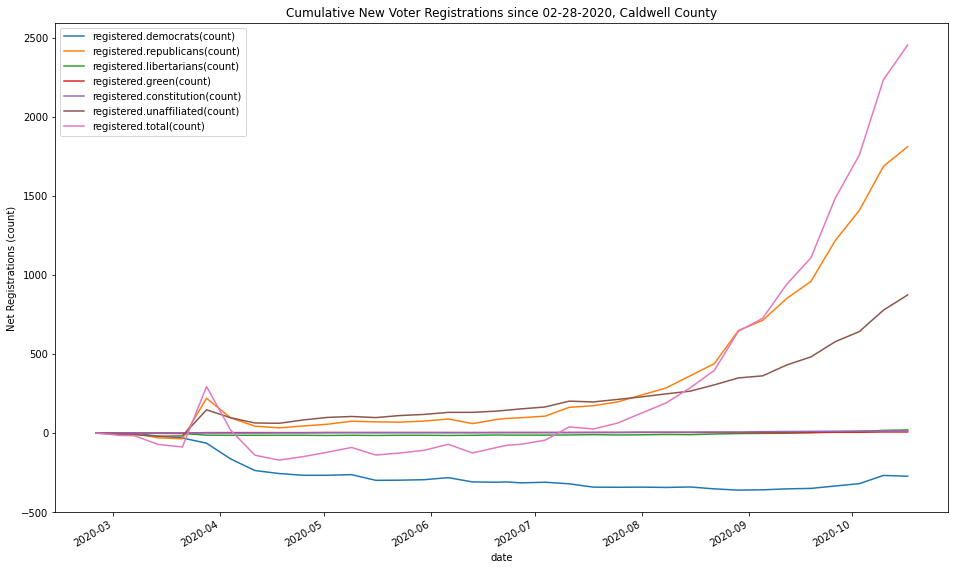 Cumulative New Voter Registrations since 02-28-2020, Caldwell County
registered.democrats(count)
registered.republicans(count)
registered.libertarians(count)
registered.green(count)
registered.constitution(count)
registered.unaffiliated(count)
registered.total(count)
2500
2000
1500
1000
500
0
−500
Net Registrations (count)
2020-03
2020-04
2020-05
2020-06
2020-07
2020-08
2020-09
2020-10
date